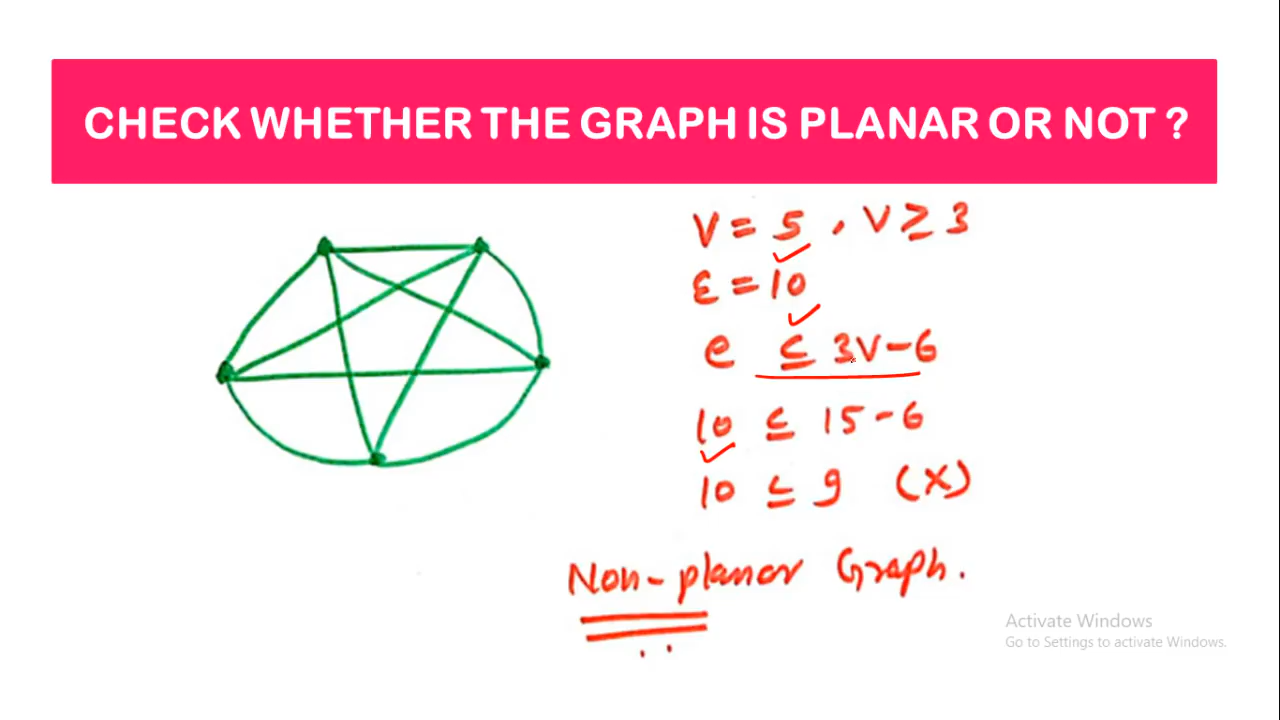 CHECK WHETHER THE GRAPH IS PLANAR OR NOT ?
V = 5 , V ≥ 3
ε = 10
e ≤ 3V - 6
10 ≤ 15 - 6
10 ≤ 9 (X)
Non-planar Graph.
Activate Windows
Go to Settings to activate Windows.